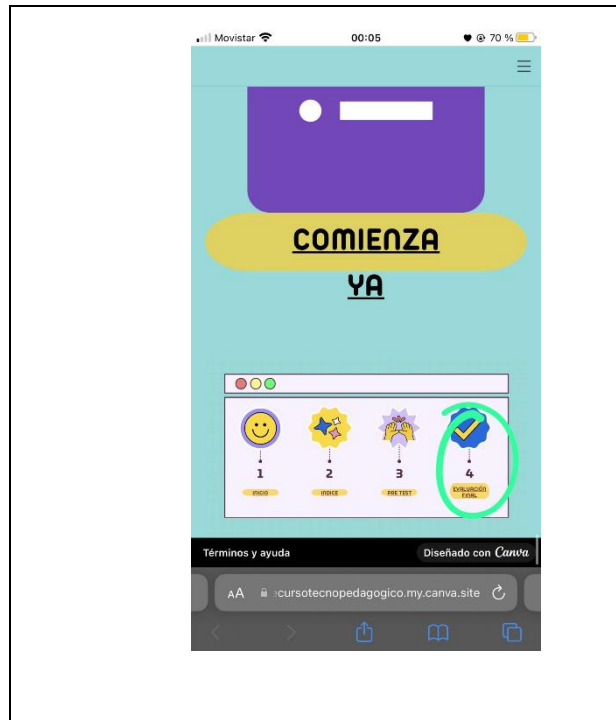 Movistar 00:05 70 %
COMIENZA
YA
1 2 3 4
INICIO INDICE PRE TEST EVALUACIÓN
FINAL
Términos y ayuda Diseñado con Canva
AA cursotecnopedagogico.my.canva.site